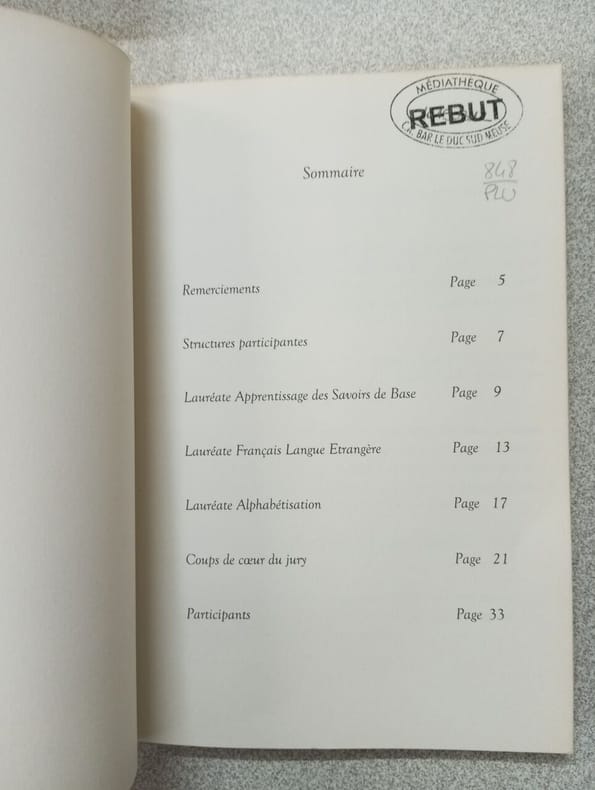 MÉDIATHÈQUE
REBUT
C.A. BAR LE DUC SUD MEUSE
848
PLU
Sommaire
Remerciements Page 5
Structures participantes Page 7
Lauréate Apprentissage des Savoirs de Base Page 9
Lauréate Français Langue Etrangère Page 13
Lauréate Alphabétisation Page 17
Coups de cœur du jury Page 21
Participants Page 33